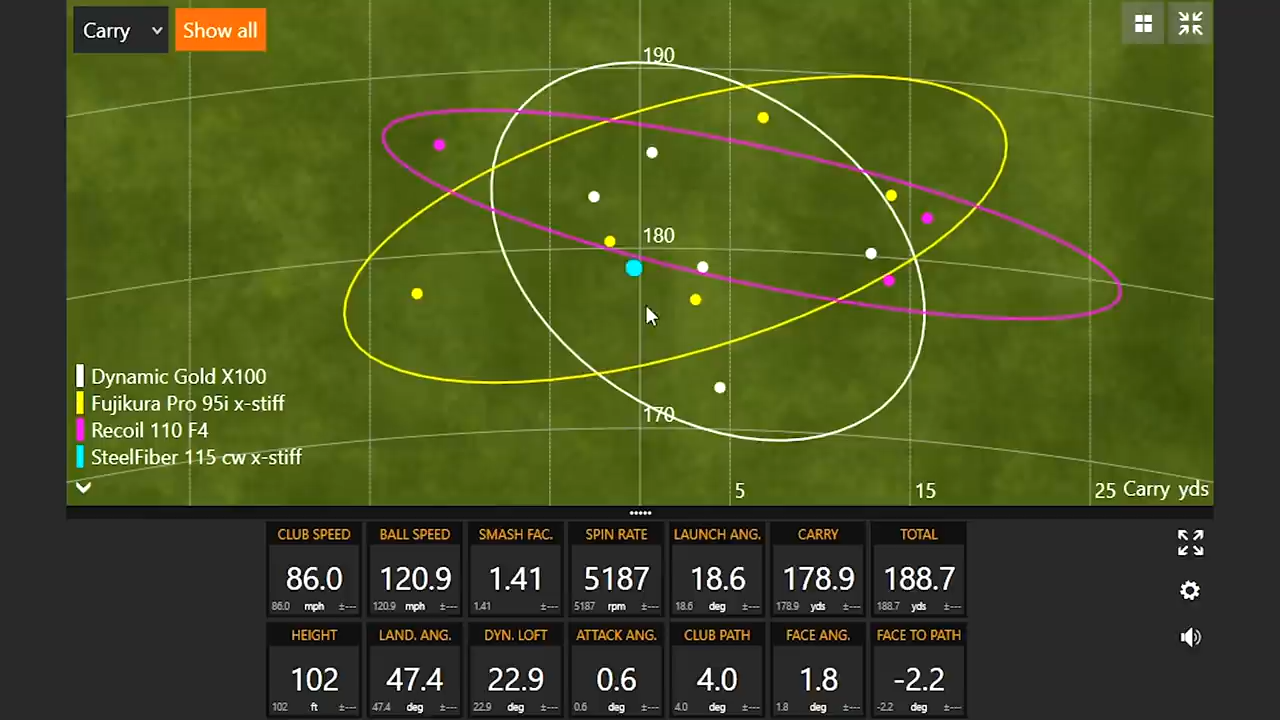 Carry
Show all
190
180
170
Dynamic Gold X100
Fujikura Pro 95i x-stiff
Recoil 110 F4
SteelFiber 115 cw x-stiff
5 15 25 Carry yds
CLUB SPEED BALL SPEED SMASH FAC. SPIN RATE LAUNCH ANG. CARRY TOTAL
86.0 120.9 1.41 5187 18.6 178.9 188.7
86.0 mph ±--- 120.9 mph ±--- 1.41 ±--- 5187 rpm ±--- 18.6 deg ±--- 178.9 yds ±--- 188.7 yds ±---
HEIGHT LAND. ANG. DYN. LOFT ATTACK ANG. CLUB PATH FACE ANG. FACE TO PATH
102 47.4 22.9 0.6 4.0 1.8 -2.2
102 ft ±--- 47.4 deg ±--- 22.9 deg ±--- 0.6 deg ±--- 4.0 deg ±--- 1.8 deg ±--- -2.2 deg ±---